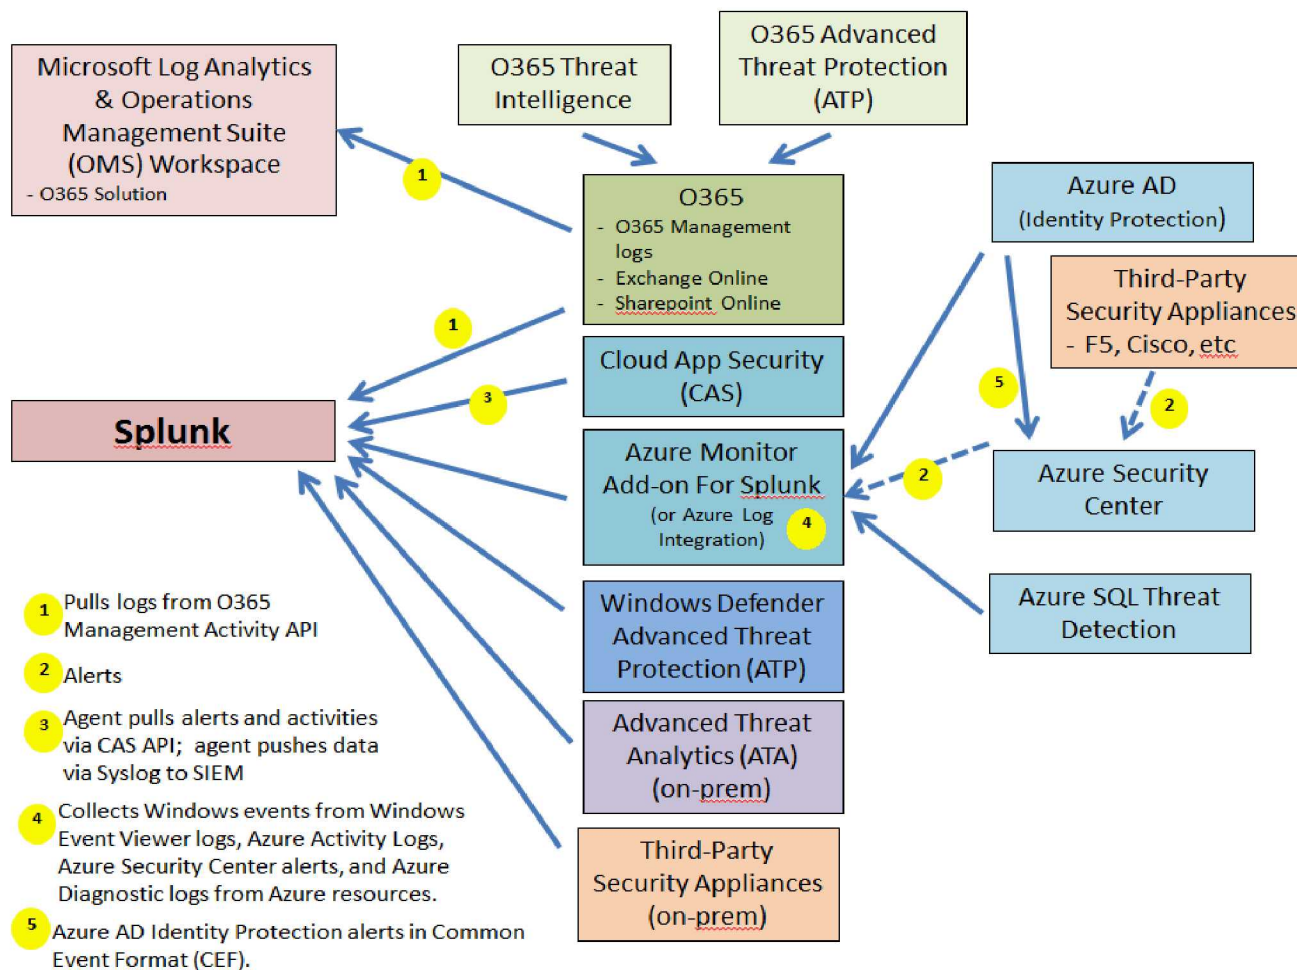 Microsoft Log Analytics
& Operations
Management Suite
(OMS) Workspace
- O365 Solution
O365 Threat
Intelligence
O365 Advanced
Threat Protection
(ATP)
1
O365
- O365 Management
logs
- Exchange Online
- Sharepoint Online
Azure AD
(Identity Protection)
Third-Party
Security Appliances
- F5, Cisco, etc
1
Cloud App Security
(CAS)
3
5
2
Splunk
Azure Monitor
Add-on For Splunk
(or Azure Log
Integration)
4
2
Azure Security
Center
Windows Defender
Advanced Threat
Protection (ATP)
Azure SQL Threat
Detection
Advanced Threat
Analytics (ATA)
(on-prem)
Third-Party
Security Appliances
(on-prem)
1 Pulls logs from O365
Management Activity API
2 Alerts
3 Agent pulls alerts and activities
via CAS API; agent pushes data
via Syslog to SIEM
4 Collects Windows events from Windows
Event Viewer logs, Azure Activity Logs,
Azure Security Center alerts, and Azure
Diagnostic logs from Azure resources.
5 Azure AD Identity Protection alerts in Common
Event Format (CEF).